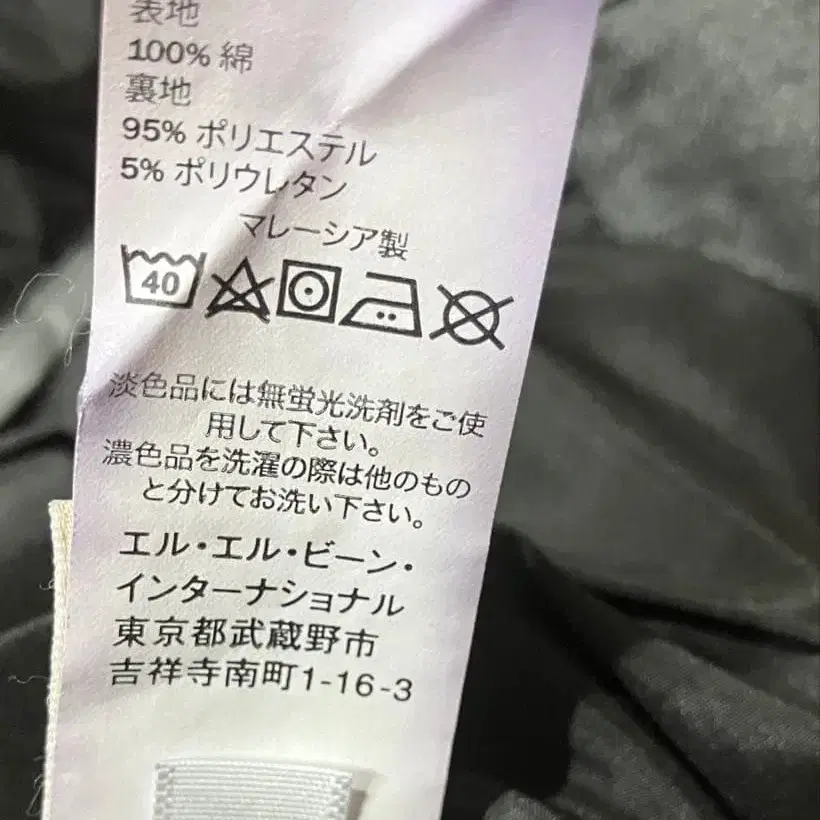 表地
100% 綿
裏地
95% ポリエステル
5% ポリウレタン
マレーシア製
40
淡色品には無蛍光洗剤をご使
用して下さい。
濃色品を洗濯の際は他のもの
と分けてお洗い下さい。
エル・エル・ビーン・
インターナショナル
東京都武蔵野市
吉祥寺南町1-16-3